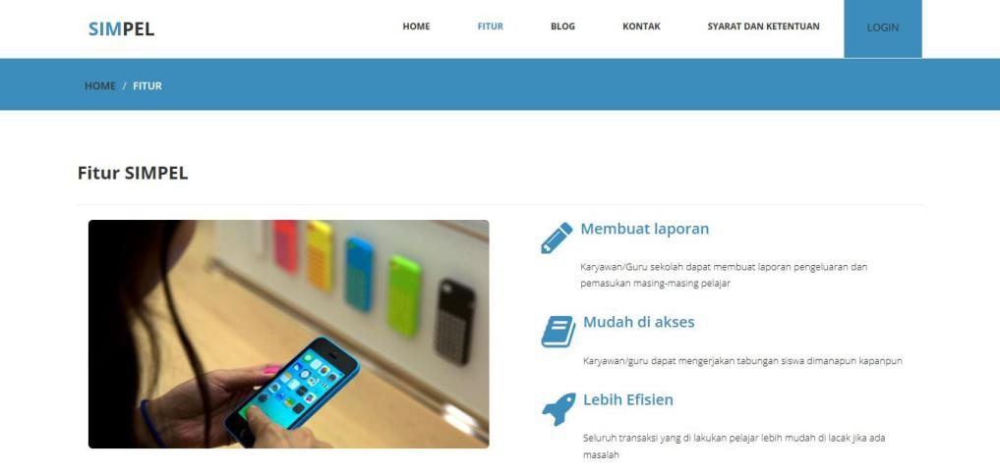 SIMPEL
HOME FITUR BLOG KONTAK SYARAT DAN KETENTUAN LOGIN
HOME / FITUR
Fitur SIMPEL
Membuat laporan
Karyawan/Guru sekolah dapat membuat laporan pengeluaran dan
pemasukan masing-masing pelajar
Mudah di akses
Karyawan/guru dapat mengerjakan tabungan siswa dimanapun kapanpun
Lebih Efisien
Seluruh transaksi yang di lakukan pelajar lebih mudah di lacak jika ada
masalah